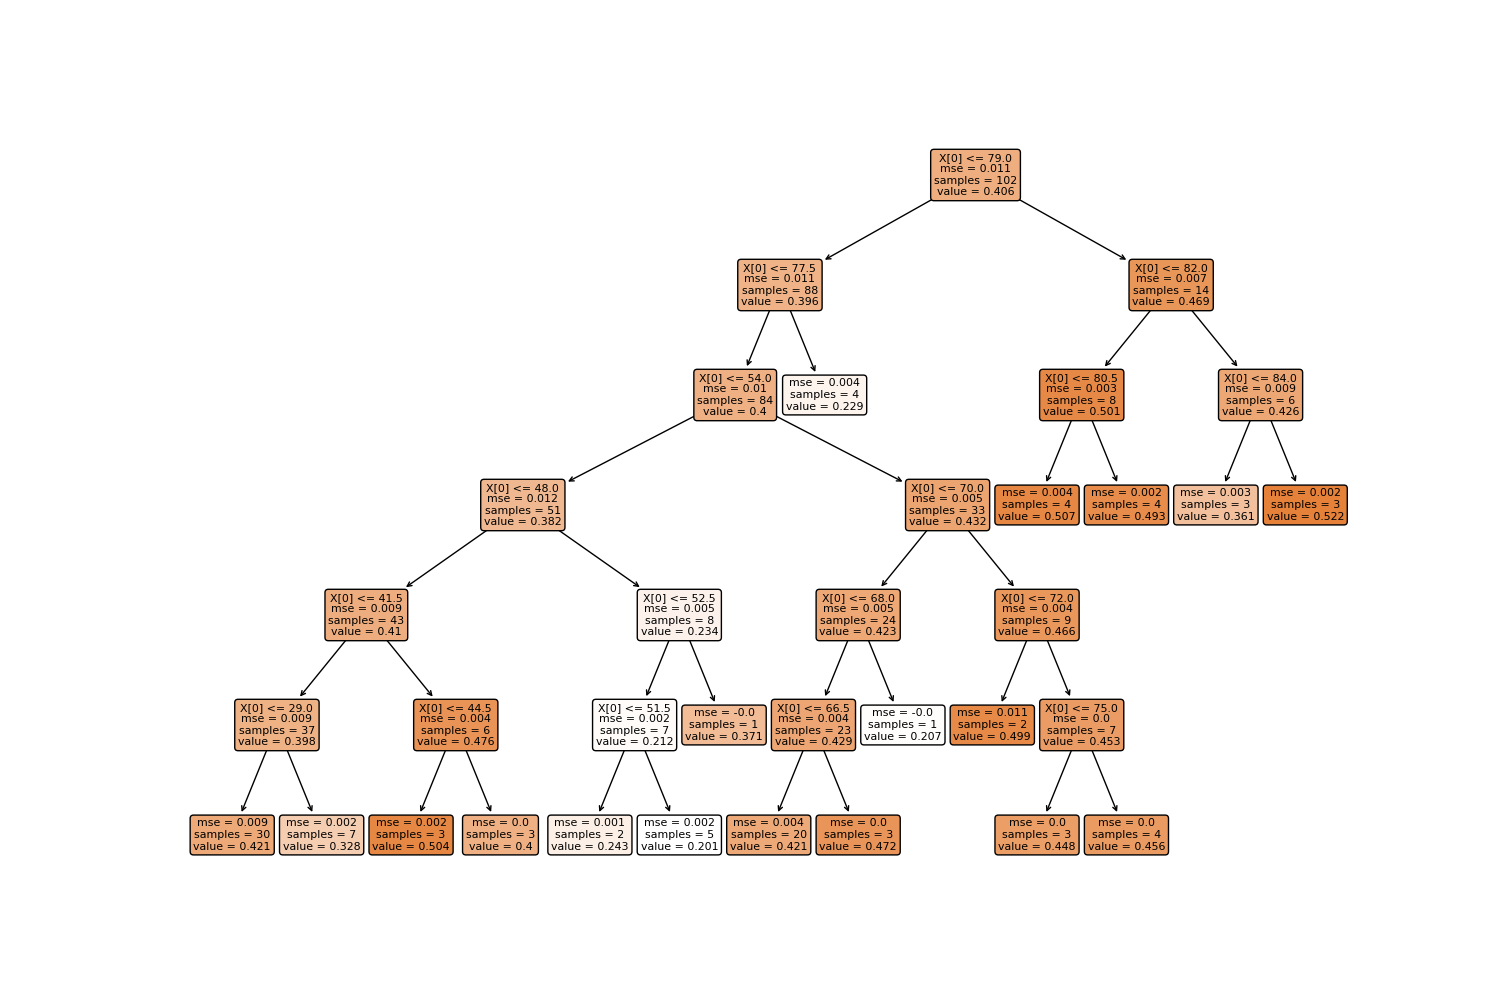 X[0] <= 79.0
mse = 0.011
samples = 102
value = 0.406
X[0] <= 77.5
mse = 0.011
samples = 88
value = 0.396
X[0] <= 82.0
mse = 0.007
samples = 14
value = 0.469
X[0] <= 54.0
mse = 0.01
samples = 84
value = 0.4
mse = 0.004
samples = 4
value = 0.229
X[0] <= 80.5
mse = 0.003
samples = 8
value = 0.501
X[0] <= 84.0
mse = 0.009
samples = 6
value = 0.426
X[0] <= 48.0
mse = 0.012
samples = 51
value = 0.382
X[0] <= 70.0
mse = 0.005
samples = 33
value = 0.432
mse = 0.004
samples = 4
value = 0.507
mse = 0.002
samples = 4
value = 0.493
mse = 0.003
samples = 3
value = 0.361
mse = 0.002
samples = 3
value = 0.522
X[0] <= 41.5
mse = 0.009
samples = 43
value = 0.41
X[0] <= 52.5
mse = 0.005
samples = 8
value = 0.234
X[0] <= 68.0
mse = 0.005
samples = 24
value = 0.423
X[0] <= 72.0
mse = 0.004
samples = 9
value = 0.466
X[0] <= 29.0
mse = 0.009
samples = 37
value = 0.398
X[0] <= 44.5
mse = 0.004
samples = 6
value = 0.476
X[0] <= 51.5
mse = 0.002
samples = 7
value = 0.212
mse = -0.0
samples = 1
value = 0.371
X[0] <= 66.5
mse = 0.004
samples = 23
value = 0.429
mse = -0.0
samples = 1
value = 0.207
mse = 0.011
samples = 2
value = 0.499
X[0] <= 75.0
mse = 0.0
samples = 7
value = 0.453
mse = 0.009
samples = 30
value = 0.421
mse = 0.002
samples = 7
value = 0.328
mse = 0.002
samples = 3
value = 0.504
mse = 0.0
samples = 3
value = 0.4
mse = 0.001
samples = 2
value = 0.243
mse = 0.002
samples = 5
value = 0.201
mse = 0.004
samples = 20
value = 0.421
mse = 0.0
samples = 3
value = 0.472
mse = 0.0
samples = 3
value = 0.448
mse = 0.0
samples = 4
value = 0.456